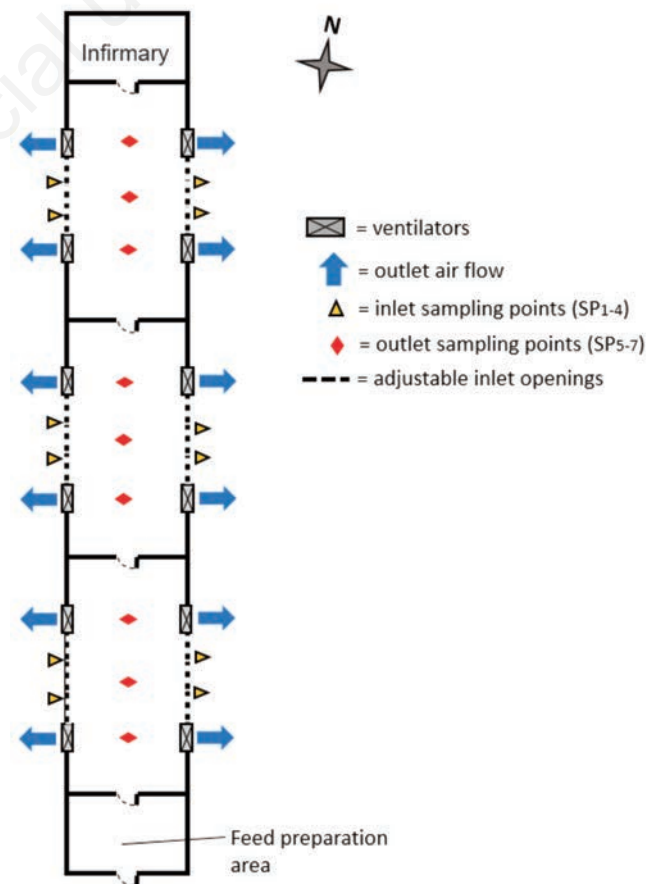 Infirmary
N
= ventilators
= outlet air flow
= inlet sampling points (SP1-4)
= outlet sampling points (SP5-7)
= adjustable inlet openings
Feed preparation
area